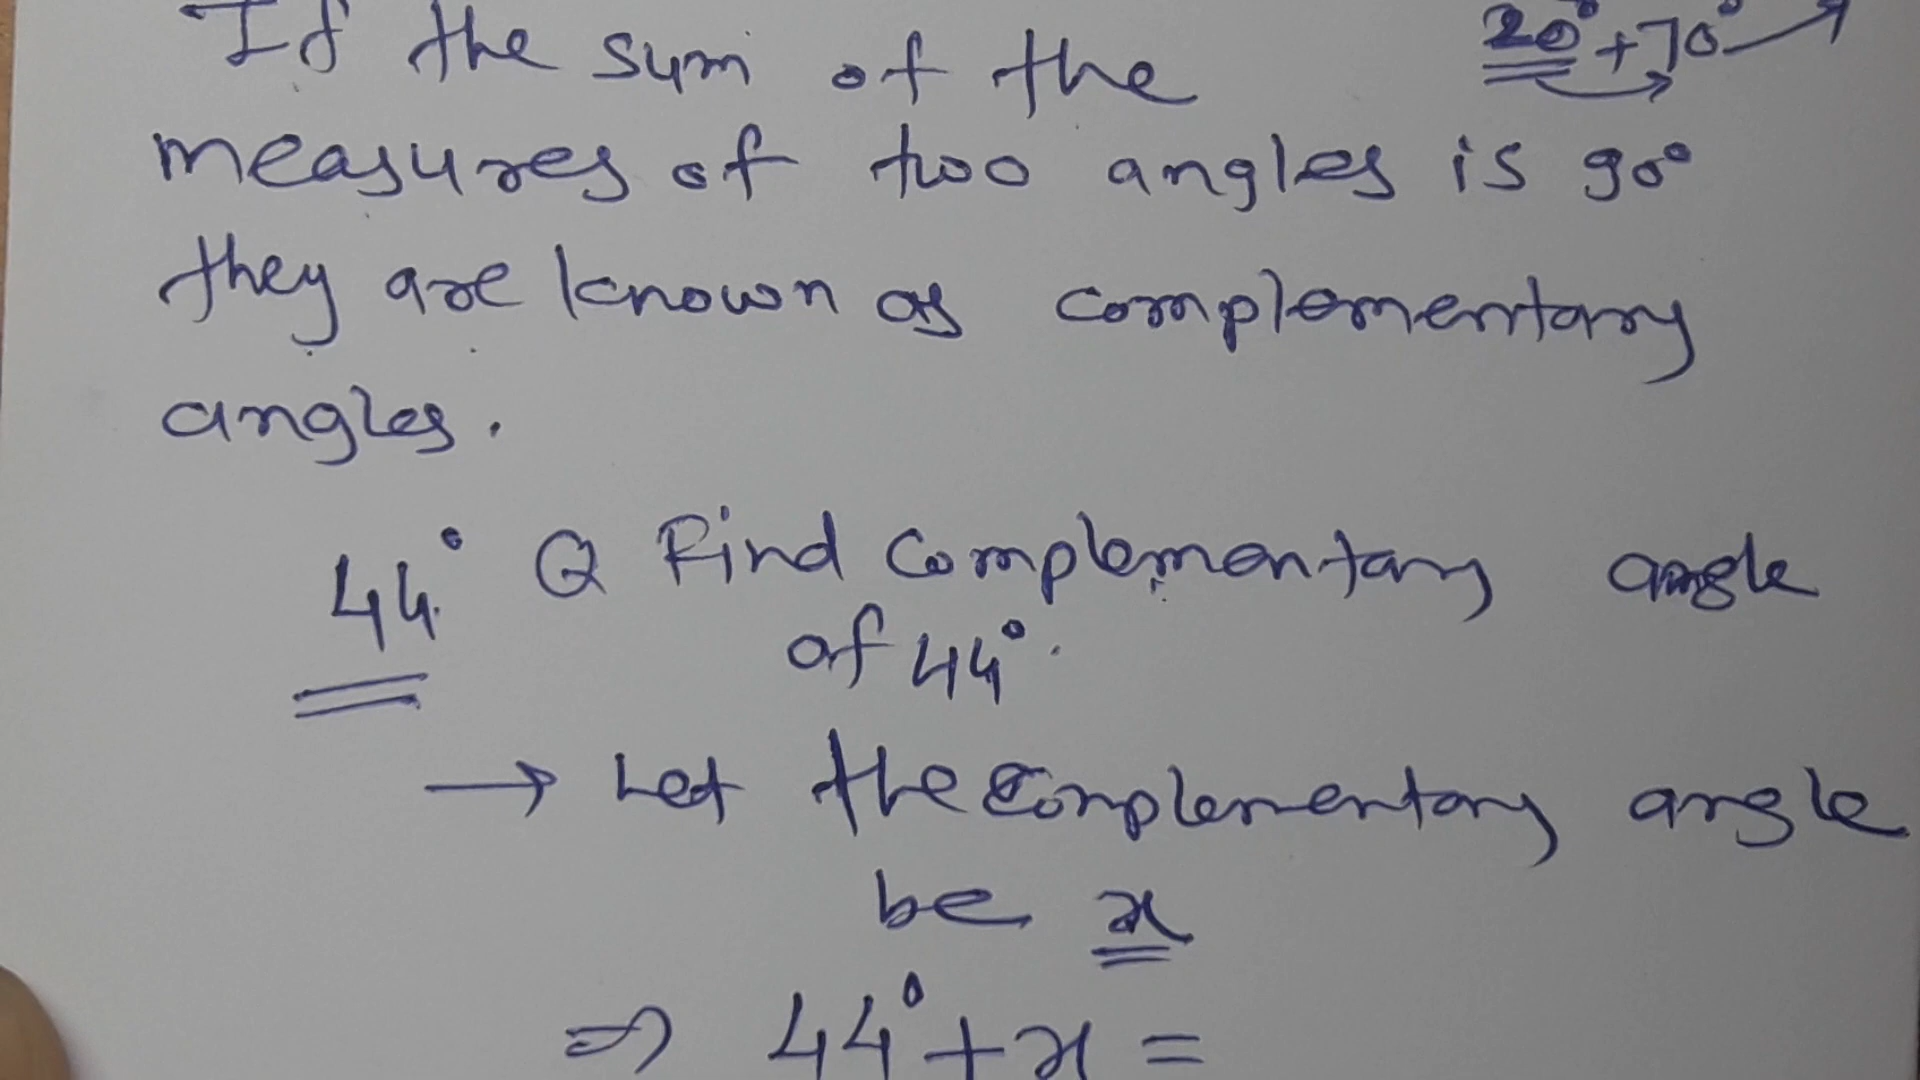 If the sum of the
20° + 70°
measures of two angles is 90°
they are known as complementary
angles.
44° Q Find complementary angle
of 44°.
→ Let the complementary angle
be x
⇒ 44° + x =